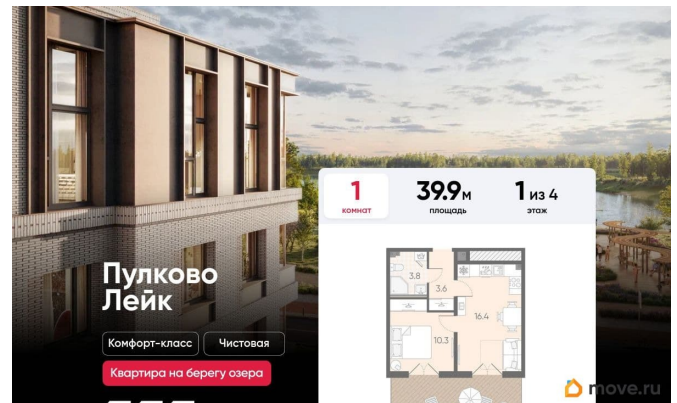 1
комнат
39.9 м
площадь
1 из 4
этаж
3.8
3.6
16.4
10.3
Пулково
Лейк
Комфорт-класс
Чистовая
Квартира на берегу озера
move.ru